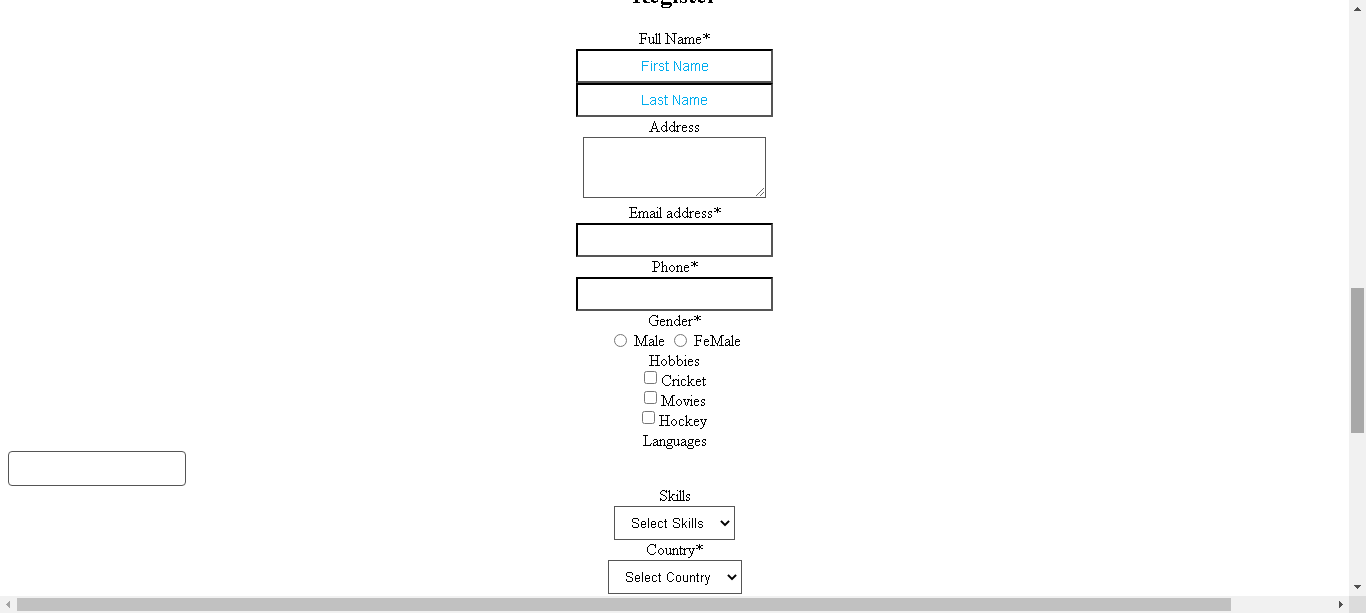 Register
Full Name*
First Name
Last Name
Address
Email address*
Phone*
Gender*
Male FeMale
Hobbies
Cricket
Movies
Hockey
Languages
Skills
Select Skills
Country*
Select Country